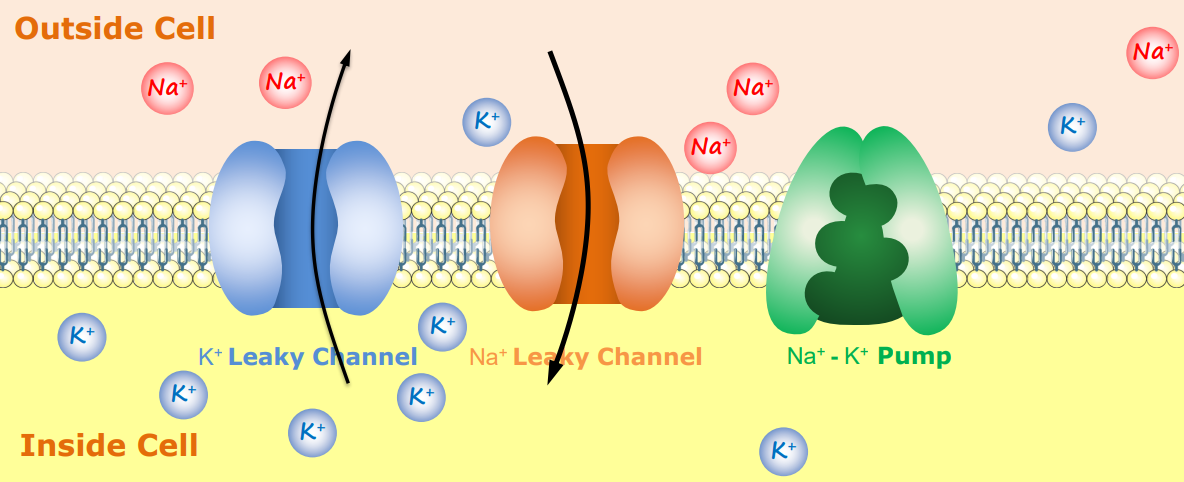 Outside Cell
Na⁺
Na⁺
K⁺
Na⁺
Na⁺
K⁺
Na⁺
K⁺
K⁺
K⁺ Leaky Channel
Na⁺ Leaky Channel
Na⁺ - K⁺ Pump
K⁺
K⁺
K⁺
Inside Cell
K⁺